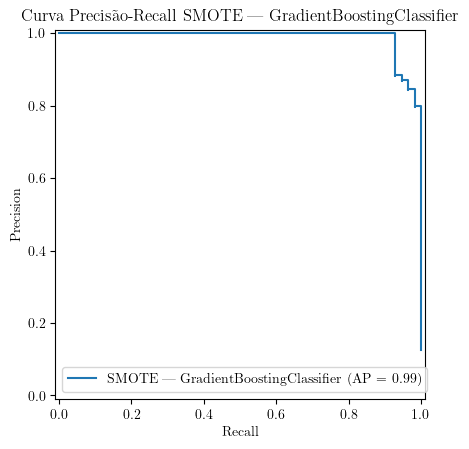 Curva Precisão-Recall SMOTE — GradientBoostingClassifier
1.0
0.8
0.6
0.4
0.2
0.0
Precision
SMOTE — GradientBoostingClassifier (AP = 0.99)
0.0 0.2 0.4 0.6 0.8 1.0
Recall